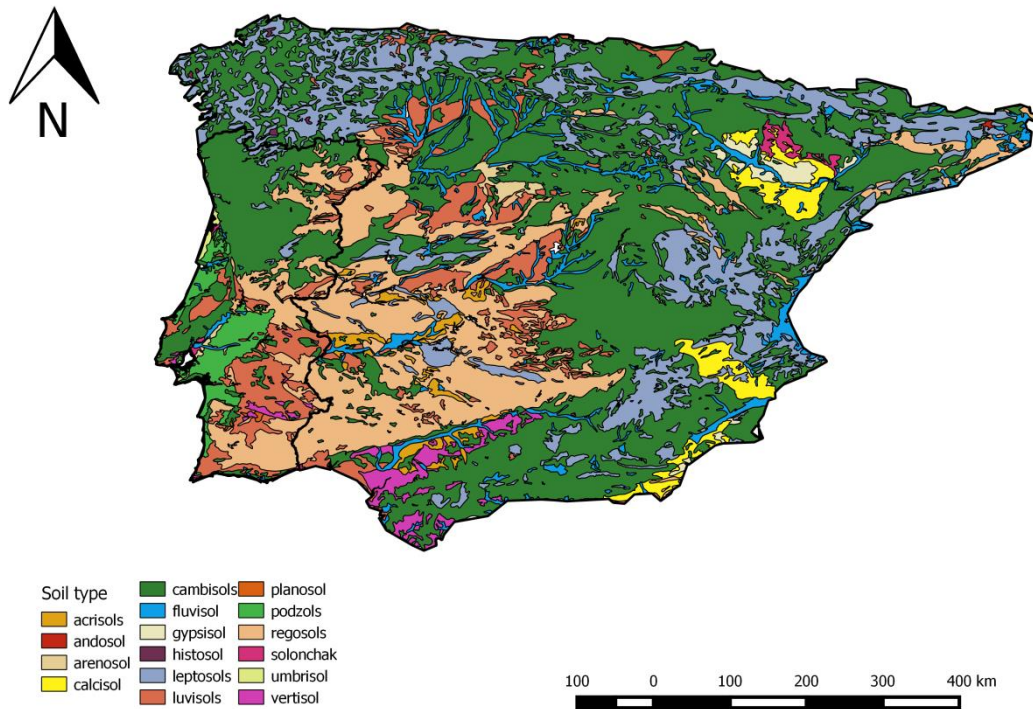 N
Soil type
acrisols
andosol
arenosol
calcisol
cambisols
fluvisol
gypsisol
histosol
leptosols
luvisols
planosol
podzols
regosols
solonchak
umbrisol
vertisol
100 0 100 200 300 400 km